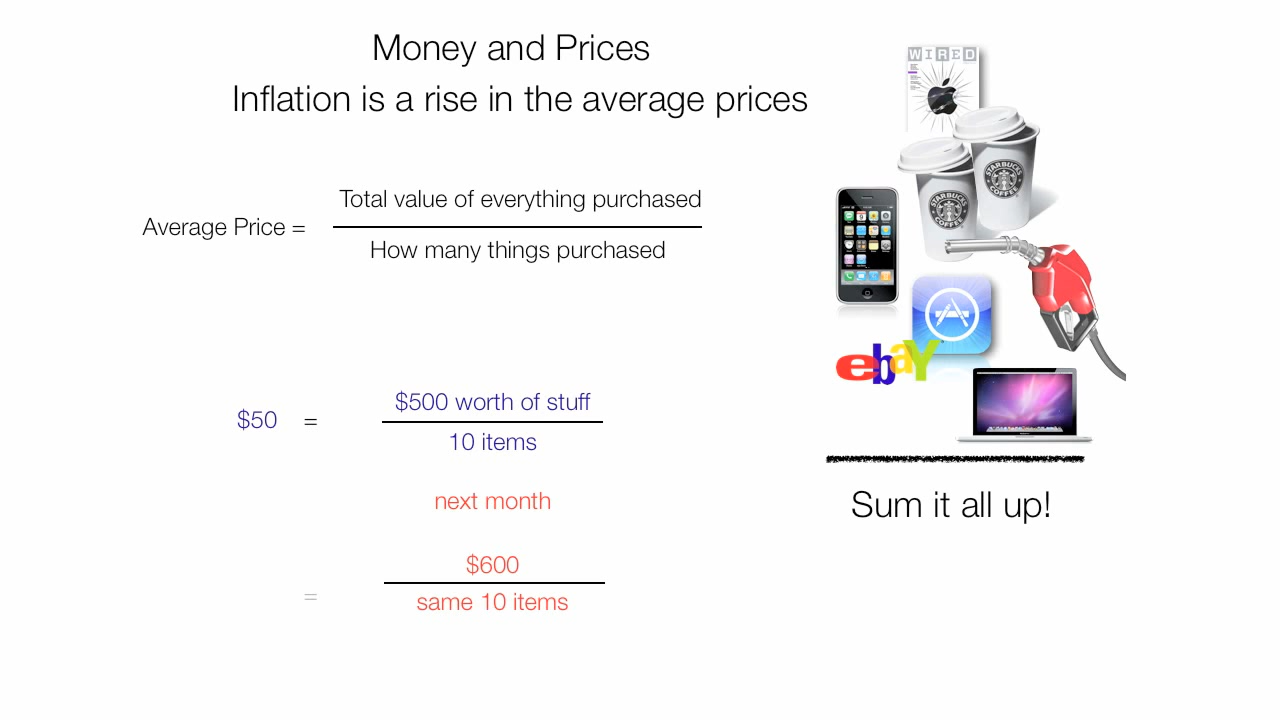 Money and Prices
Inflation is a rise in the average prices
WIRED
STARBUCKS COFFEE
STARBUCKS COFFEE
Average Price =
Total value of everything purchased
How many things purchased
ebaY
$50 =
$500 worth of stuff
10 items
next month
Sum it all up!
$600
=
same 10 items